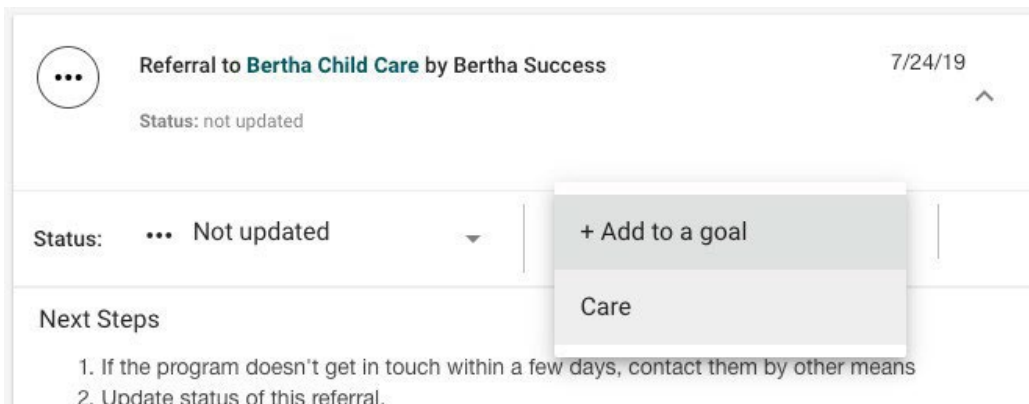 Referral to Bertha Child Care by Bertha Success
7/24/19
Status: not updated
Status: ••• Not updated
+ Add to a goal
Care
Next Steps
1. If the program doesn't get in touch within a few days, contact them by other means
2. Update status of this referral.